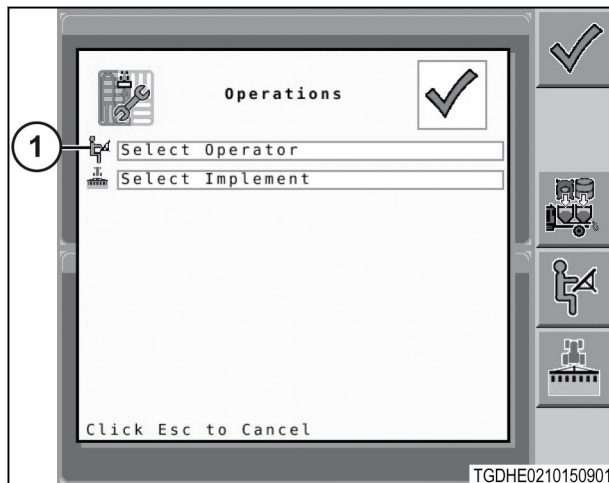 Operations
1
Select Operator
Select Implement
Click Esc to Cancel
TGDHE0210150901